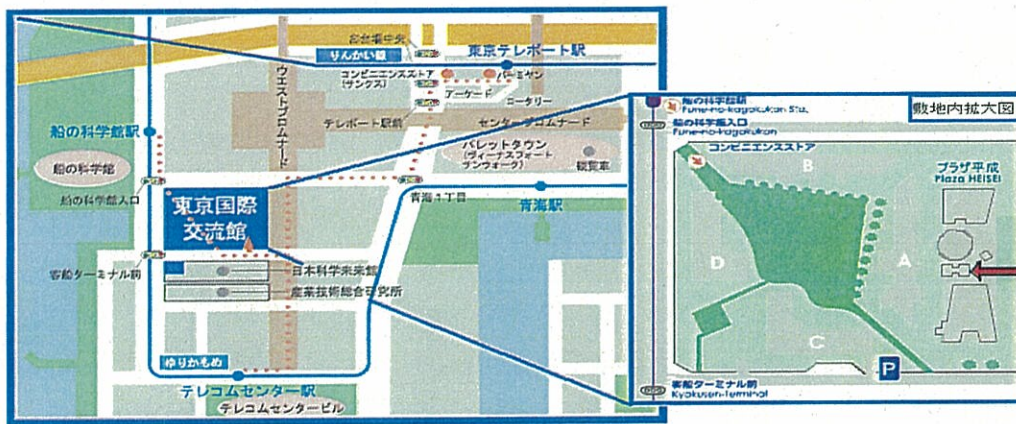 お台場中央
りんかい線
東京テレポート駅
コンビニエンスストア
(サンクス)
バーミヤン
アーケード
ロータリー
テレポート駅前
ウエストプロムナード
センタープロムナード
船の科学館駅
船の科学館
船の科学館入口
パレットタウン
(ヴィーナスフォート
サンウォーク)
観覧車
青海1丁目
青海駅
東京国際
交流館
客船ターミナル前
日本科学未来館
産業技術総合研究所
ゆりかもめ
テレコムセンター駅
テレコムセンタービル
敷地内拡大図
船の科学館駅
Fune-no-kagakukan Sta.
船の科学館入口
Fune-no-kagakukan
コンビニエンスストア
B
プラザ平成
Plaza HEISEI
D
A
C
P
客船ターミナル前
Kyakusen-Terminal